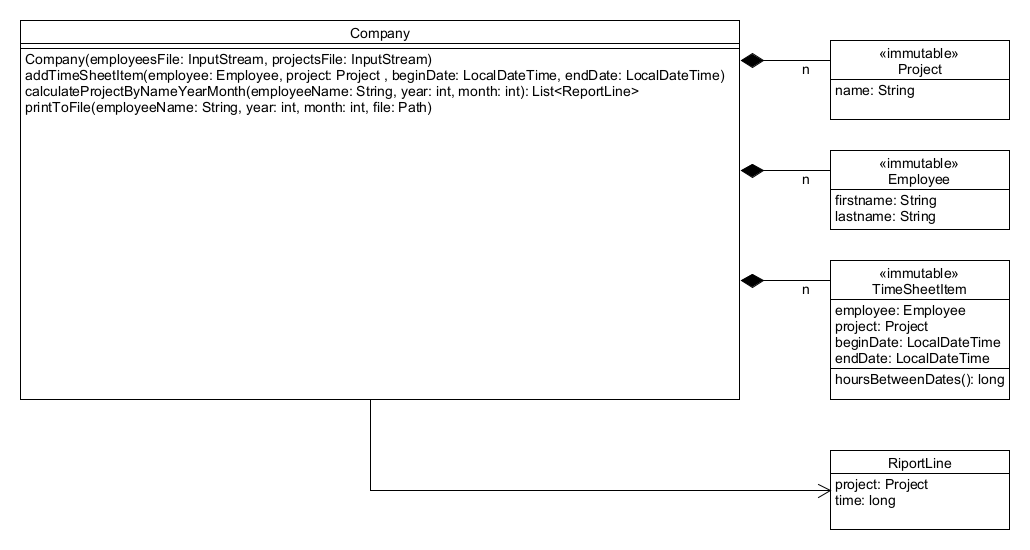 Company
Company(employeesFile: InputStream, projectsFile: InputStream)
addTimeSheetItem(employee: Employee, project: Project , beginDate: LocalDateTime, endDate: LocalDateTime)
calculateProjectByNameYearMonth(employeeName: String, year: int, month: int): List<ReportLine>
printToFile(employeeName: String, year: int, month: int, file: Path)
n
«immutable»
Project
name: String
n
«immutable»
Employee
firstname: String
lastname: String
n
«immutable»
TimeSheetItem
employee: Employee
project: Project
beginDate: LocalDateTime
endDate: LocalDateTime
hoursBetweenDates(): long
RiportLine
project: Project
time: long